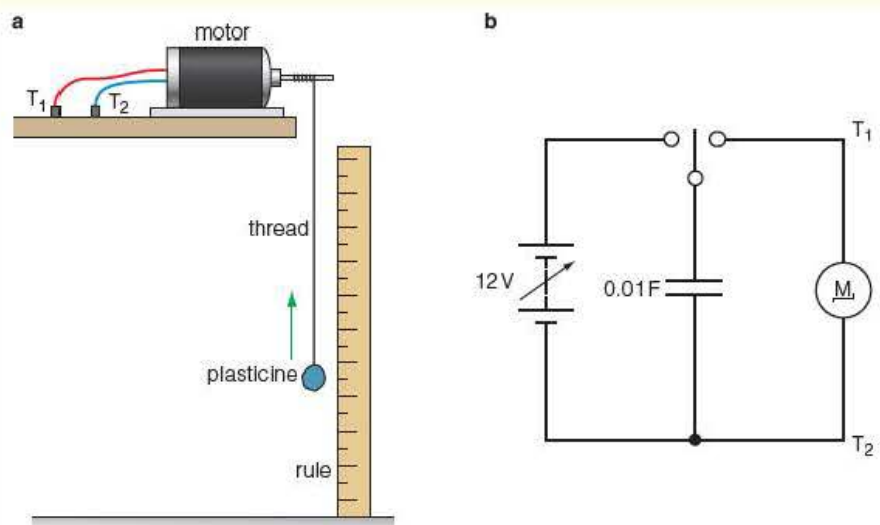 a
motor
T1
T2
thread
plasticine
rule
b
T1
12 V
0.01 F
M
T2